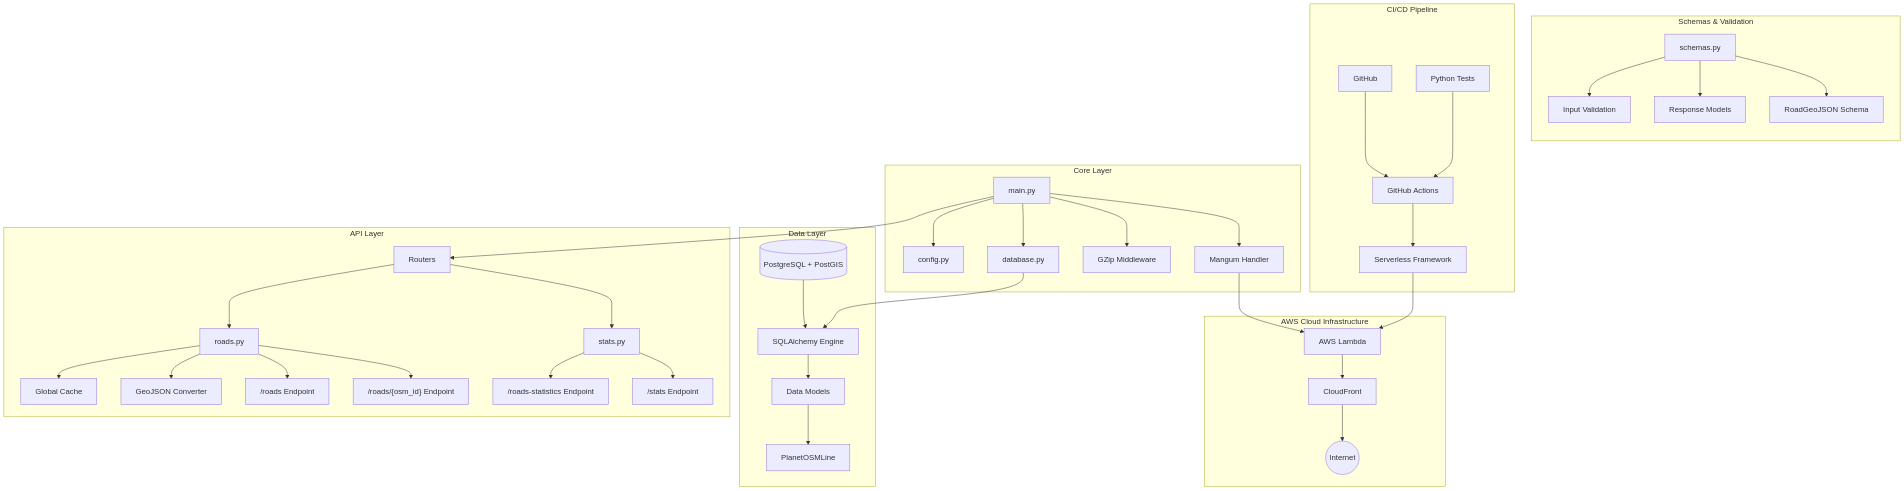 CI/CD Pipeline
GitHub
Python Tests
GitHub Actions
Serverless Framework
Schemas & Validation
schemas.py
Input Validation
Response Models
RoadGeoJSON Schema
Core Layer
main.py
config.py
database.py
GZip Middleware
Mangum Handler
API Layer
Routers
roads.py
stats.py
Global Cache
GeoJSON Converter
/roads Endpoint
/roads/{osm_id} Endpoint
/roads-statistics Endpoint
/stats Endpoint
Data Layer
PostgreSQL + PostGIS
SQLAlchemy Engine
Data Models
PlanetOSMLine
AWS Cloud Infrastructure
AWS Lambda
CloudFront
Internet